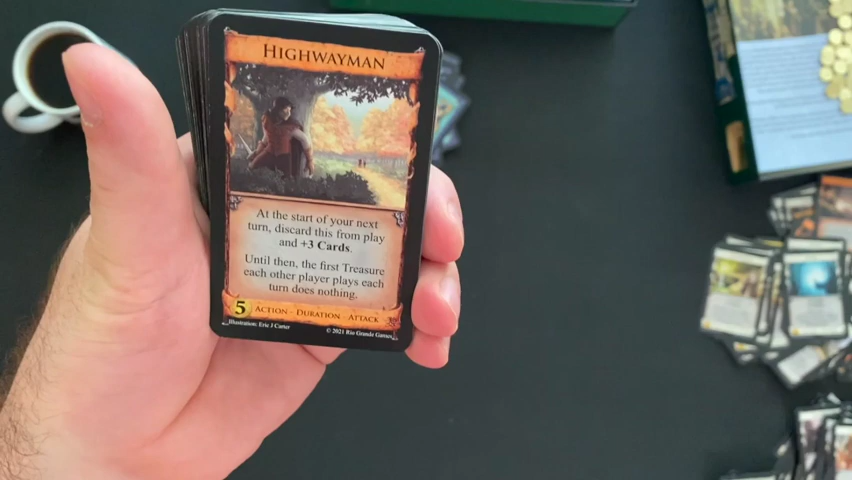 HIGHWAYMAN
At the start of your next
turn, discard this from play
and +3 Cards.
Until then, the first Treasure
each other player plays each
turn does nothing.
5 ACTION - DURATION - ATTACK
Illustration: Eric J Carter © 2021 Rio Grande Games